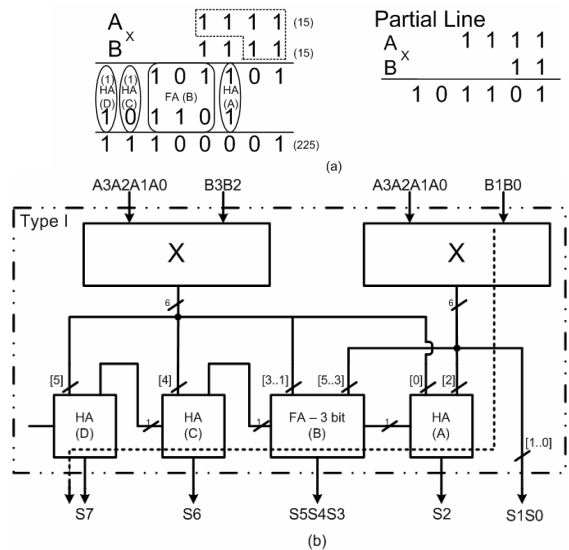 A 1 1 1 1 (15)
B X 1 1 1 1 (15)
(1) (1) 1 0 1 1 1 0 1
HA (D) HA (C) FA (B) HA (A)
1 0 1 1 0 1
1 1 1 0 0 0 0 1 (225)
Partial Line
A 1 1 1 1
B X 1 1
1 0 1 1 0 1
(a)
A3A2A1A0 B3B2 A3A2A1A0 B1B0
Type I
X X
6 6
[5] [4] [3..1] [5..3] [0] [2]
HA (D) 1 HA (C) 1 FA – 3 bit (B) 1 HA (A)
[1..0]
S7 S6 S5S4S3 S2 S1S0
(b)